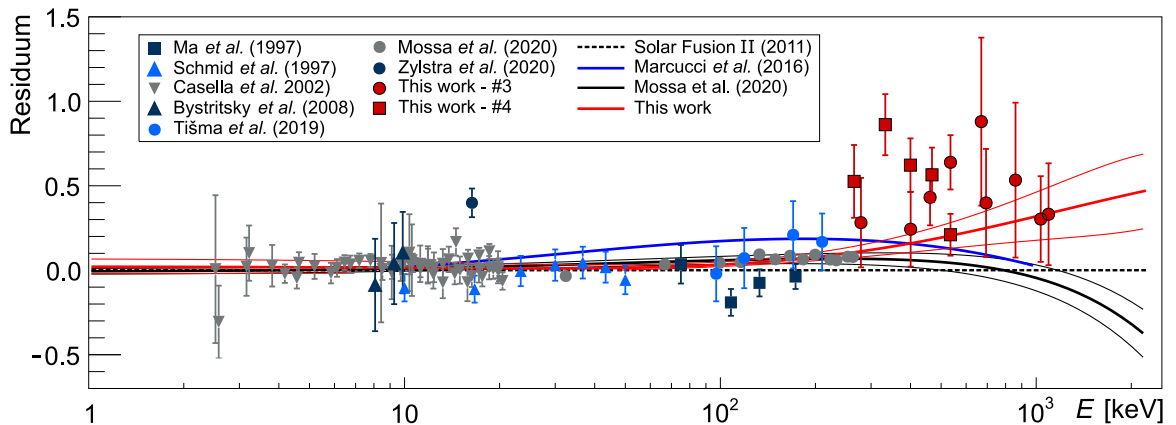 Residuum
1.5
1.0
0.5
0.0
−0.5
Ma et al. (1997)
Schmid et al. (1997)
Casella et al. 2002)
Bystritsky et al. (2008)
Tišma et al. (2019)
Mossa et al. (2020)
Zylstra et al. (2020)
This work - #3
This work - #4
Solar Fusion II (2011)
Marcucci et al. (2016)
Mossa et al. (2020)
This work
1
10
10²
10³
E [keV]